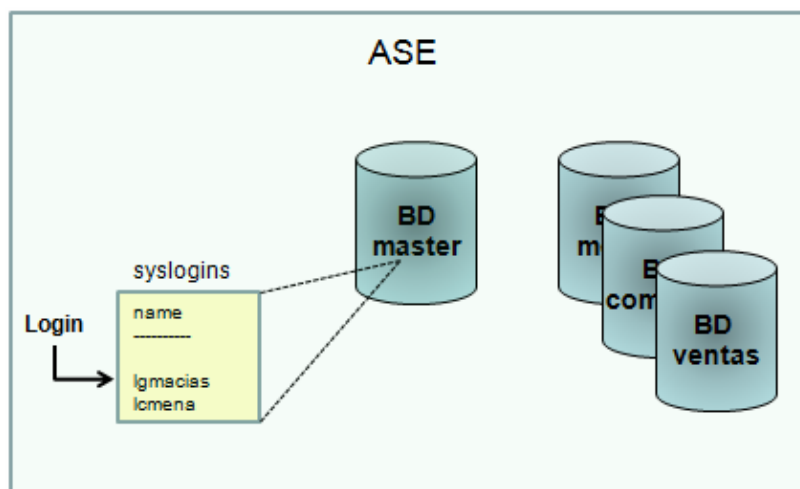 ASE
BD
master
syslogins
name
----------
lgmacias
lcmena
Login
BD
ventas